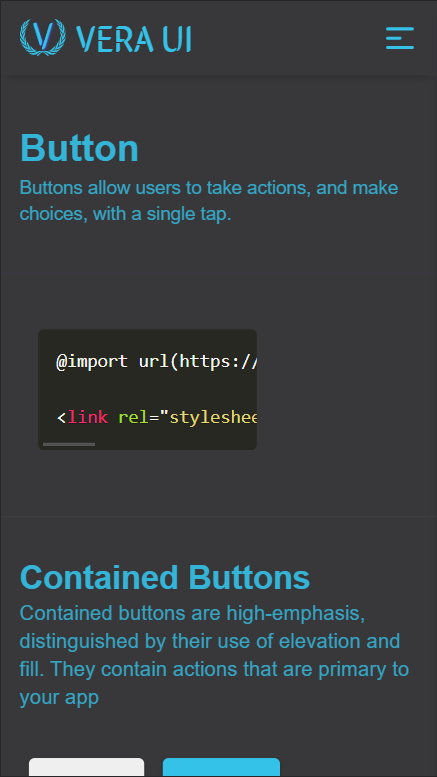 VERA UI
Button
Buttons allow users to take actions, and make
choices, with a single tap.
@import url(https://
<link rel="styleshee
Contained Buttons
Contained buttons are high-emphasis,
distinguished by their use of elevation and
fill. They contain actions that are primary to
your app